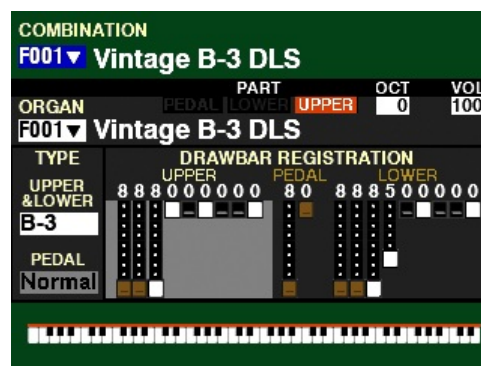 COMBINATION
F001▼ Vintage B-3 DLS
PART OCT VOL
ORGAN PEDAL LOWER UPPER 0 100
F001▼ Vintage B-3 DLS
TYPE DRAWBAR REGISTRATION
UPPER PEDAL LOWER
UPPER 888000000 80 888500000
&LOWER
B-3
PEDAL
Normal